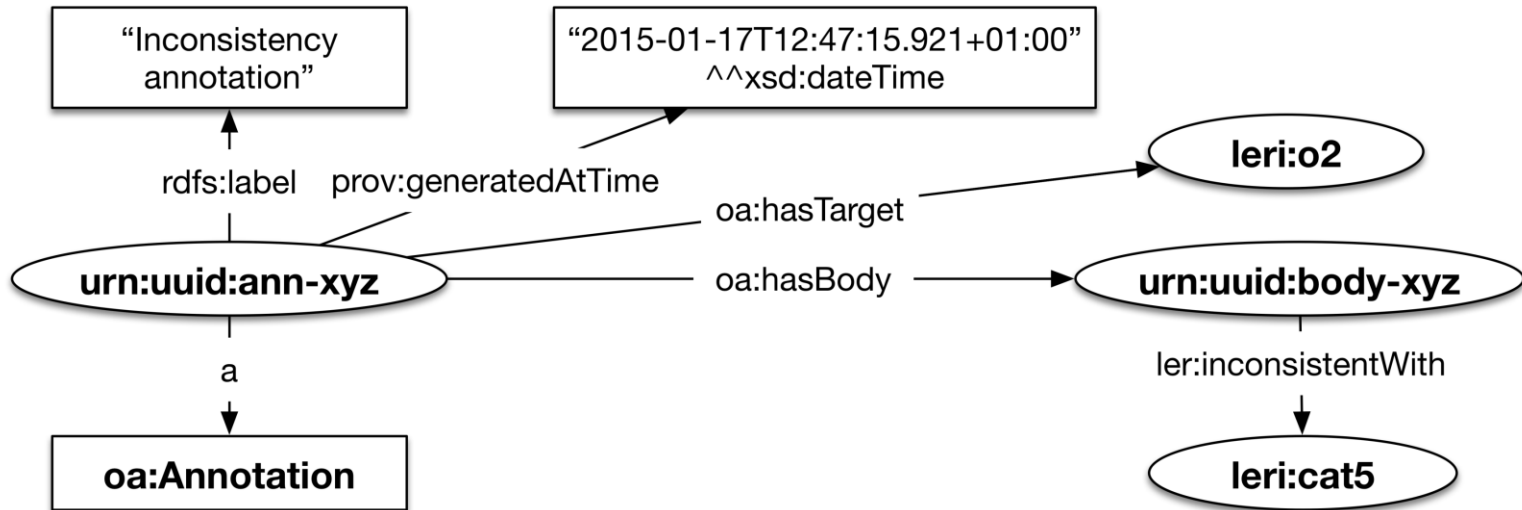 “Inconsistency
annotation”
“2015-01-17T12:47:15.921+01:00”
^^xsd:dateTime
leri:o2
rdfs:label
prov:generatedAtTime
oa:hasTarget
urn:uuid:ann-xyz
oa:hasBody
urn:uuid:body-xyz
a
ler:inconsistentWith
oa:Annotation
leri:cat5